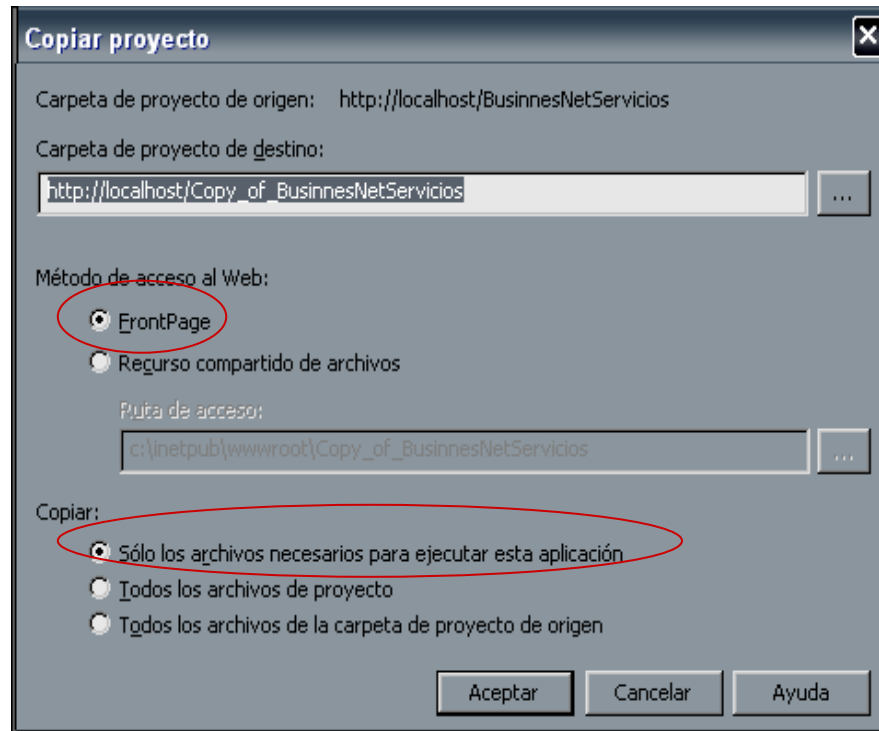 Copiar proyecto
Carpeta de proyecto de origen: http://localhost/BusinnesNetServicios
Carpeta de proyecto de destino:
http://localhost/Copy_of_BusinnesNetServicios
...
Método de acceso al Web:
FrontPage
Recurso compartido de archivos
Ruta de acceso:
c:\inetpub\wwwroot\Copy_of_BusinnesNetServicios
...
Copiar:
Sólo los archivos necesarios para ejecutar esta aplicación
Todos los archivos de proyecto
Todos los archivos de la carpeta de proyecto de origen
Aceptar Cancelar Ayuda